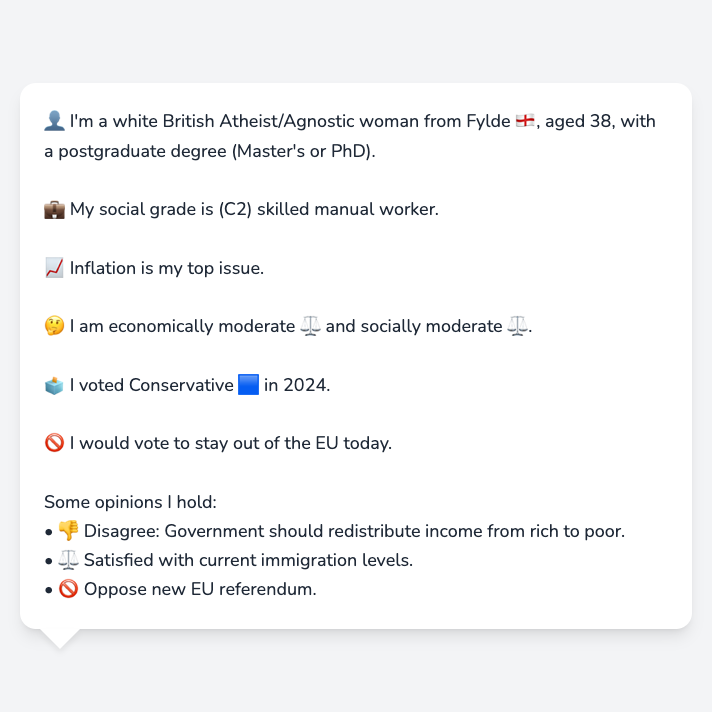 👤 I'm a white British Atheist/Agnostic woman from Fylde 🏴󠁧󠁢󠁥󠁮󠁧󠁿, aged 38, with
a postgraduate degree (Master's or PhD).
💼 My social grade is (C2) skilled manual worker.
📈 Inflation is my top issue.
🤔 I am economically moderate ⚖️ and socially moderate ⚖️.
🗳️ I voted Conservative 🟦 in 2024.
🚫 I would vote to stay out of the EU today.
Some opinions I hold:
• 👎 Disagree: Government should redistribute income from rich to poor.
• ⚖️ Satisfied with current immigration levels.
• 🚫 Oppose new EU referendum.